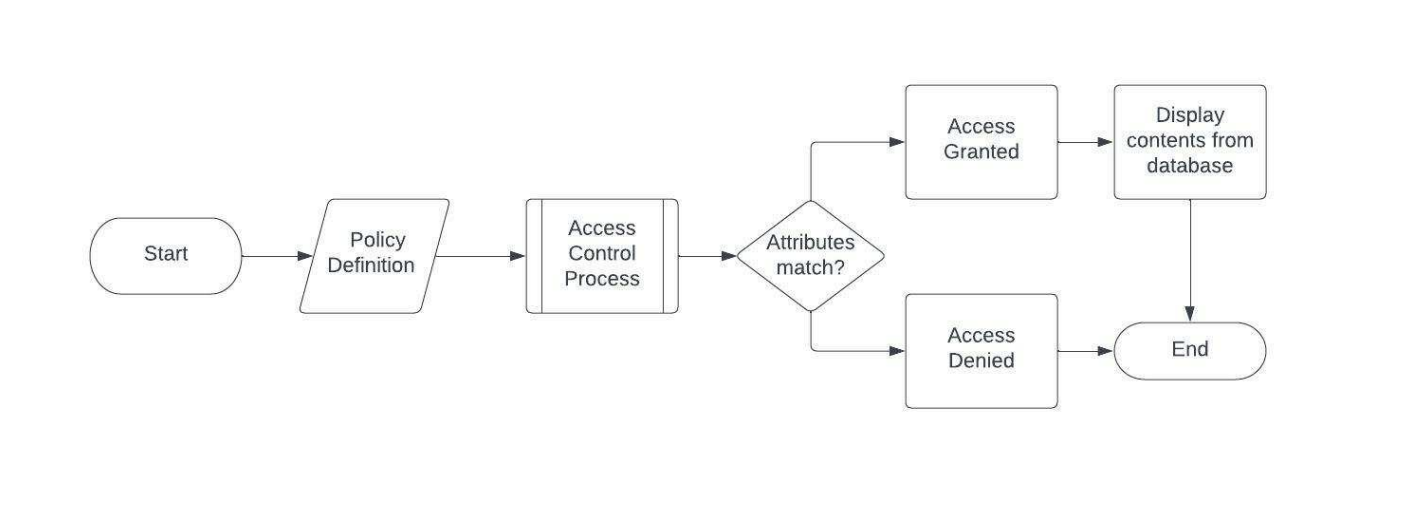 Start
Policy
Definition
Access
Control
Process
Attributes
match?
Access
Granted
Display
contents from
database
Access
Denied
End